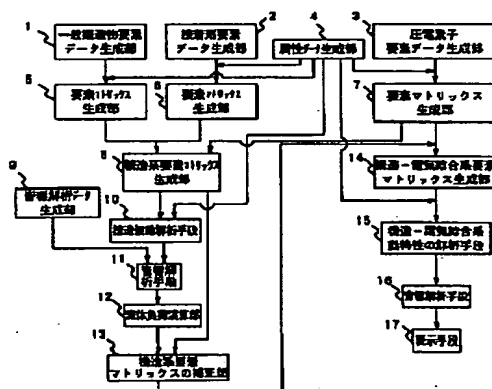 1
一般構造物要素
データ生成部
2
接着剤要素
データ生成部
4
属性データ生成部
3
圧電素子
要素データ生成部
5
要素マトリックス
生成部
6
要素マトリックス
生成部
7
要素マトリックス
生成部
8
構造系要素マトリックス
生成部
14
構造-電気結合系要素
マトリックス生成部
9
音響解析データ
生成部
10
構造振動解析手段
15
構造-電気結合系
振動特性の解析手段
11
音響解
析手段
16
音響解析手段
12
流体負荷演算部
17
表示手段
13
構造系要素
マトリックスの補正部